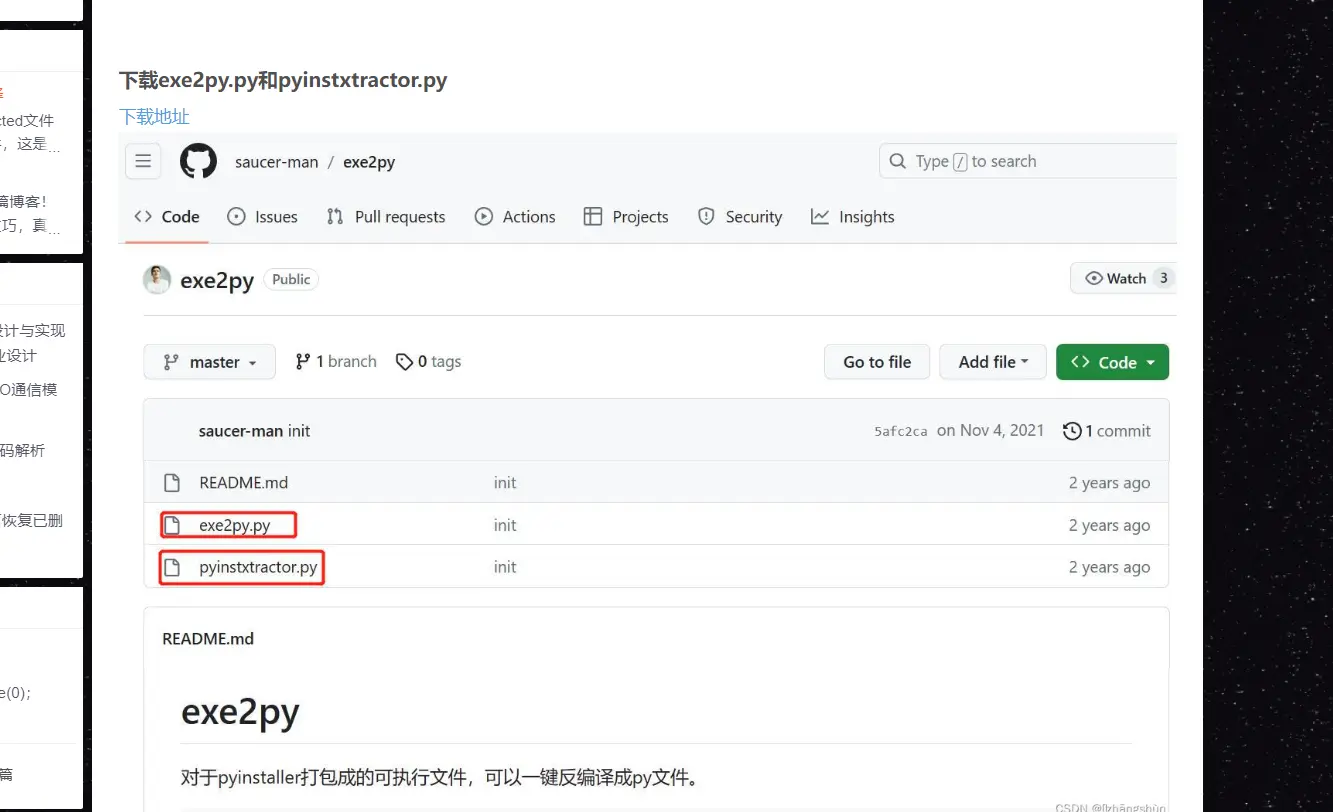 下载exe2py.py和pyinstxtractor.py
下载地址
saucer-man / exe2py
Type / to search
Code Issues Pull requests Actions Projects Security Insights
exe2py Public
Watch 3
master 1 branch 0 tags Go to file Add file Code
saucer-man init 5afc2ca on Nov 4, 2021 1 commit
README.md init 2 years ago
exe2py.py init 2 years ago
pyinstxtractor.py init 2 years ago
README.md
exe2py
对于pyinstaller打包成的可执行文件，可以一键反编译成py文件。
cted文件
，这是...
篇博客！
巧，真...
设计与实现
业设计
O通信模
码解析
恢复已删
e(0);
篇